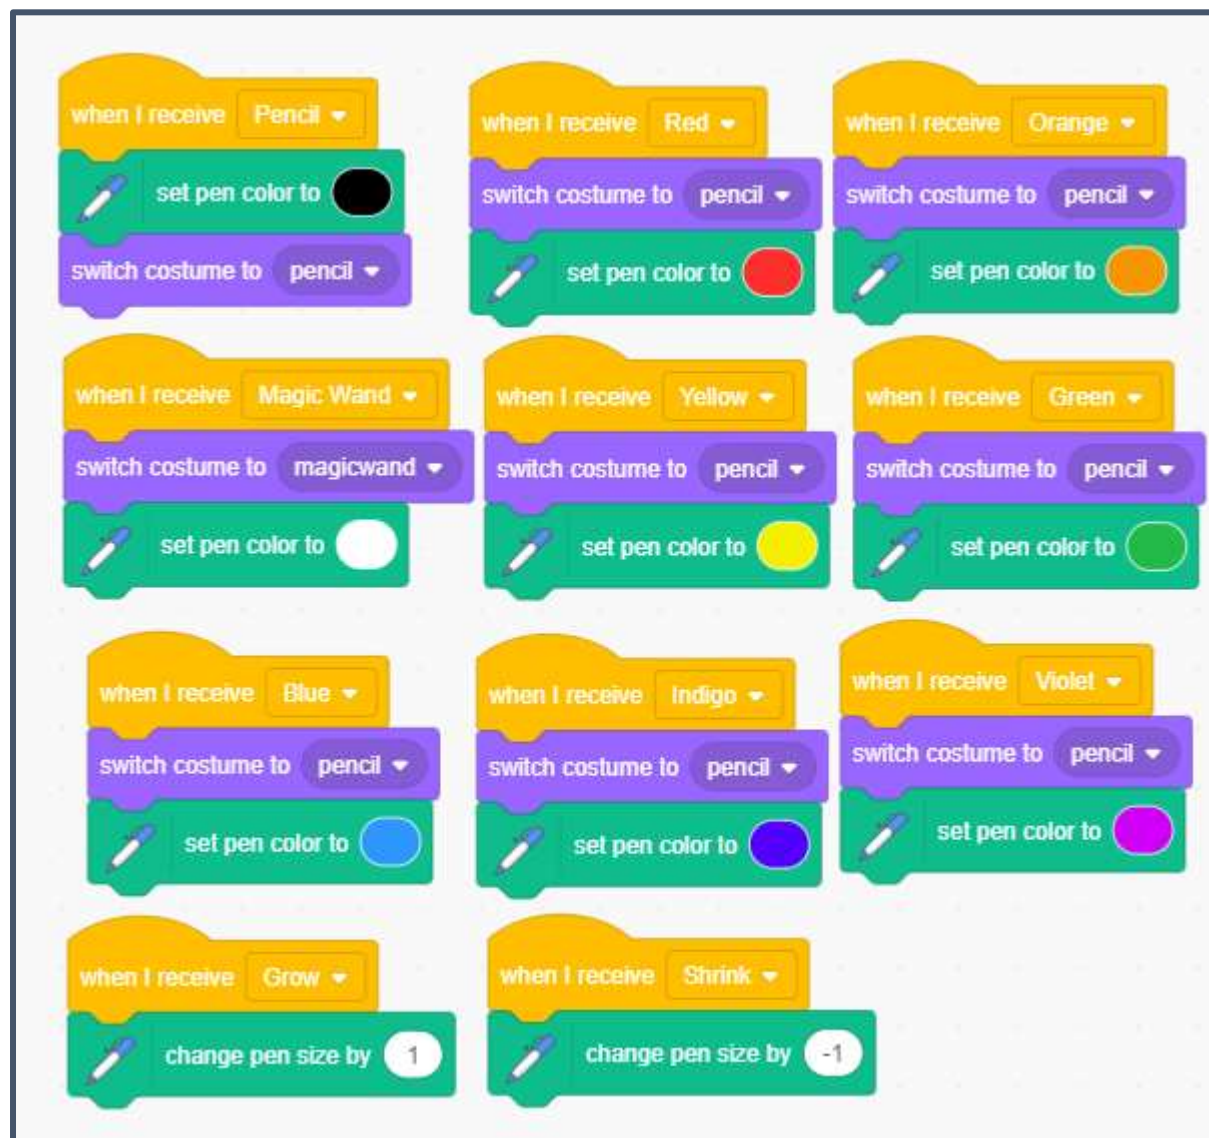 when I receive Pencil
set pen color to
switch costume to pencil
when I receive Red
switch costume to pencil
set pen color to
when I receive Orange
switch costume to pencil
set pen color to
when I receive Magic Wand
switch costume to magicwand
set pen color to
when I receive Yellow
switch costume to pencil
set pen color to
when I receive Green
switch costume to pencil
set pen color to
when I receive Blue
switch costume to pencil
set pen color to
when I receive Indigo
switch costume to pencil
set pen color to
when I receive Violet
switch costume to pencil
set pen color to
when I receive Grow
change pen size by 1
when I receive Shrink
change pen size by -1